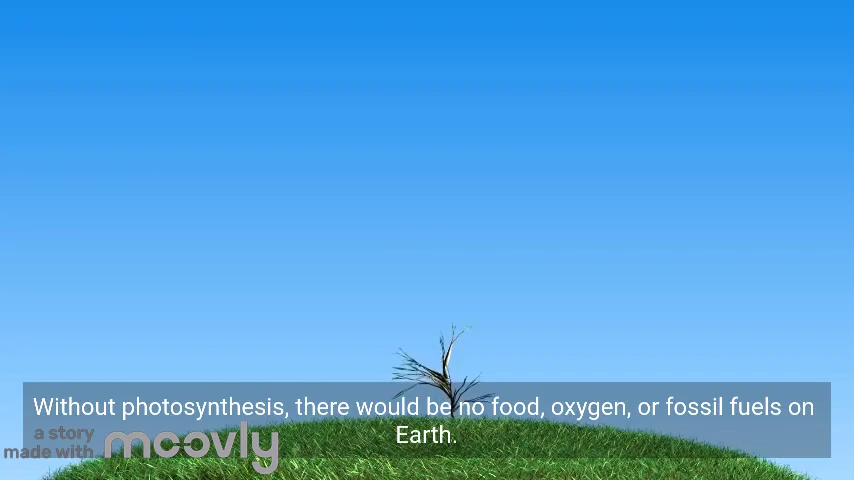 Without photosynthesis, there would be no food, oxygen, or fossil fuels on
Earth.
a story
made with moovly